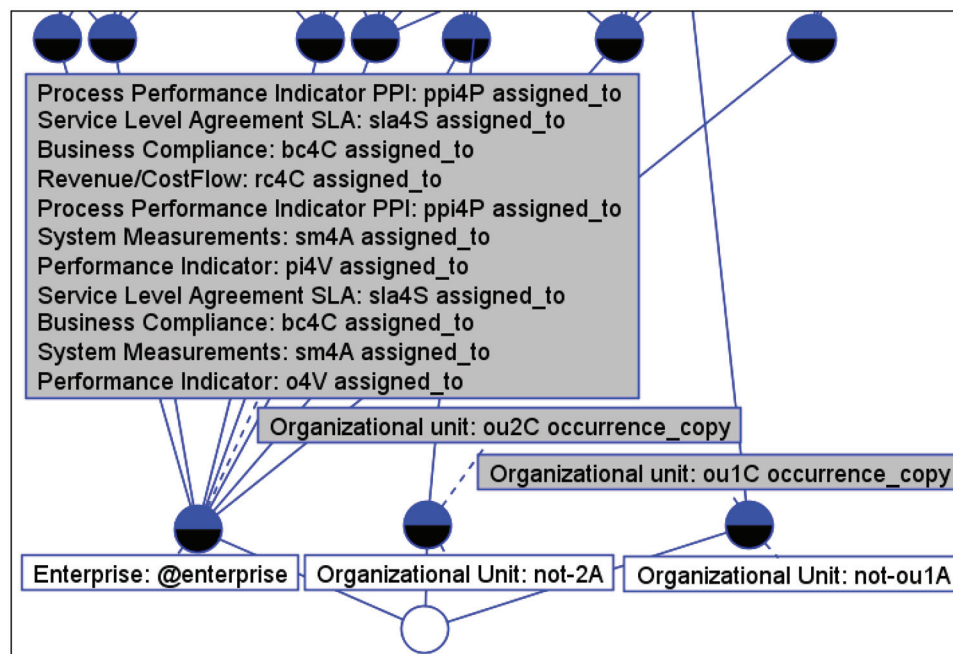 Process Performance Indicator PPI: ppi4P assigned_to
Service Level Agreement SLA: sla4S assigned_to
Business Compliance: bc4C assigned_to
Revenue/CostFlow: rc4C assigned_to
Process Performance Indicator PPI: ppi4P assigned_to
System Measurements: sm4A assigned_to
Performance Indicator: pi4V assigned_to
Service Level Agreement SLA: sla4S assigned_to
Business Compliance: bc4C assigned_to
System Measurements: sm4A assigned_to
Performance Indicator: o4V assigned_to
Organizational unit: ou2C occurrence_copy
Organizational unit: ou1C occurrence_copy
Enterprise: @enterprise
Organizational Unit: not-2A
Organizational Unit: not-ou1A